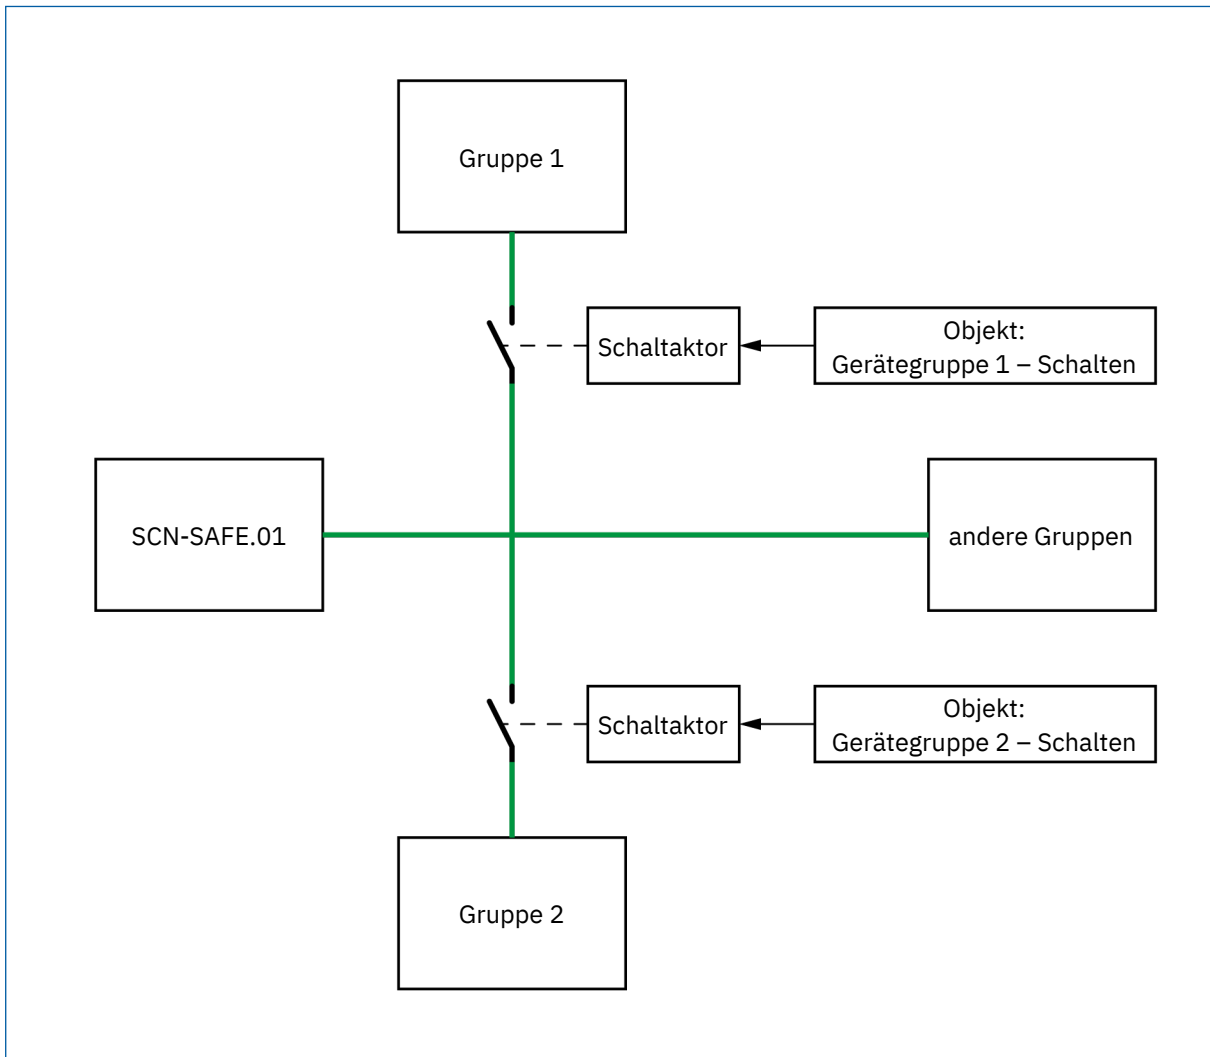 Gruppe 1
Schaltaktor
Objekt:
Gerätegruppe 1 – Schalten
SCN-SAFE.01
andere Gruppen
Schaltaktor
Objekt:
Gerätegruppe 2 – Schalten
Gruppe 2